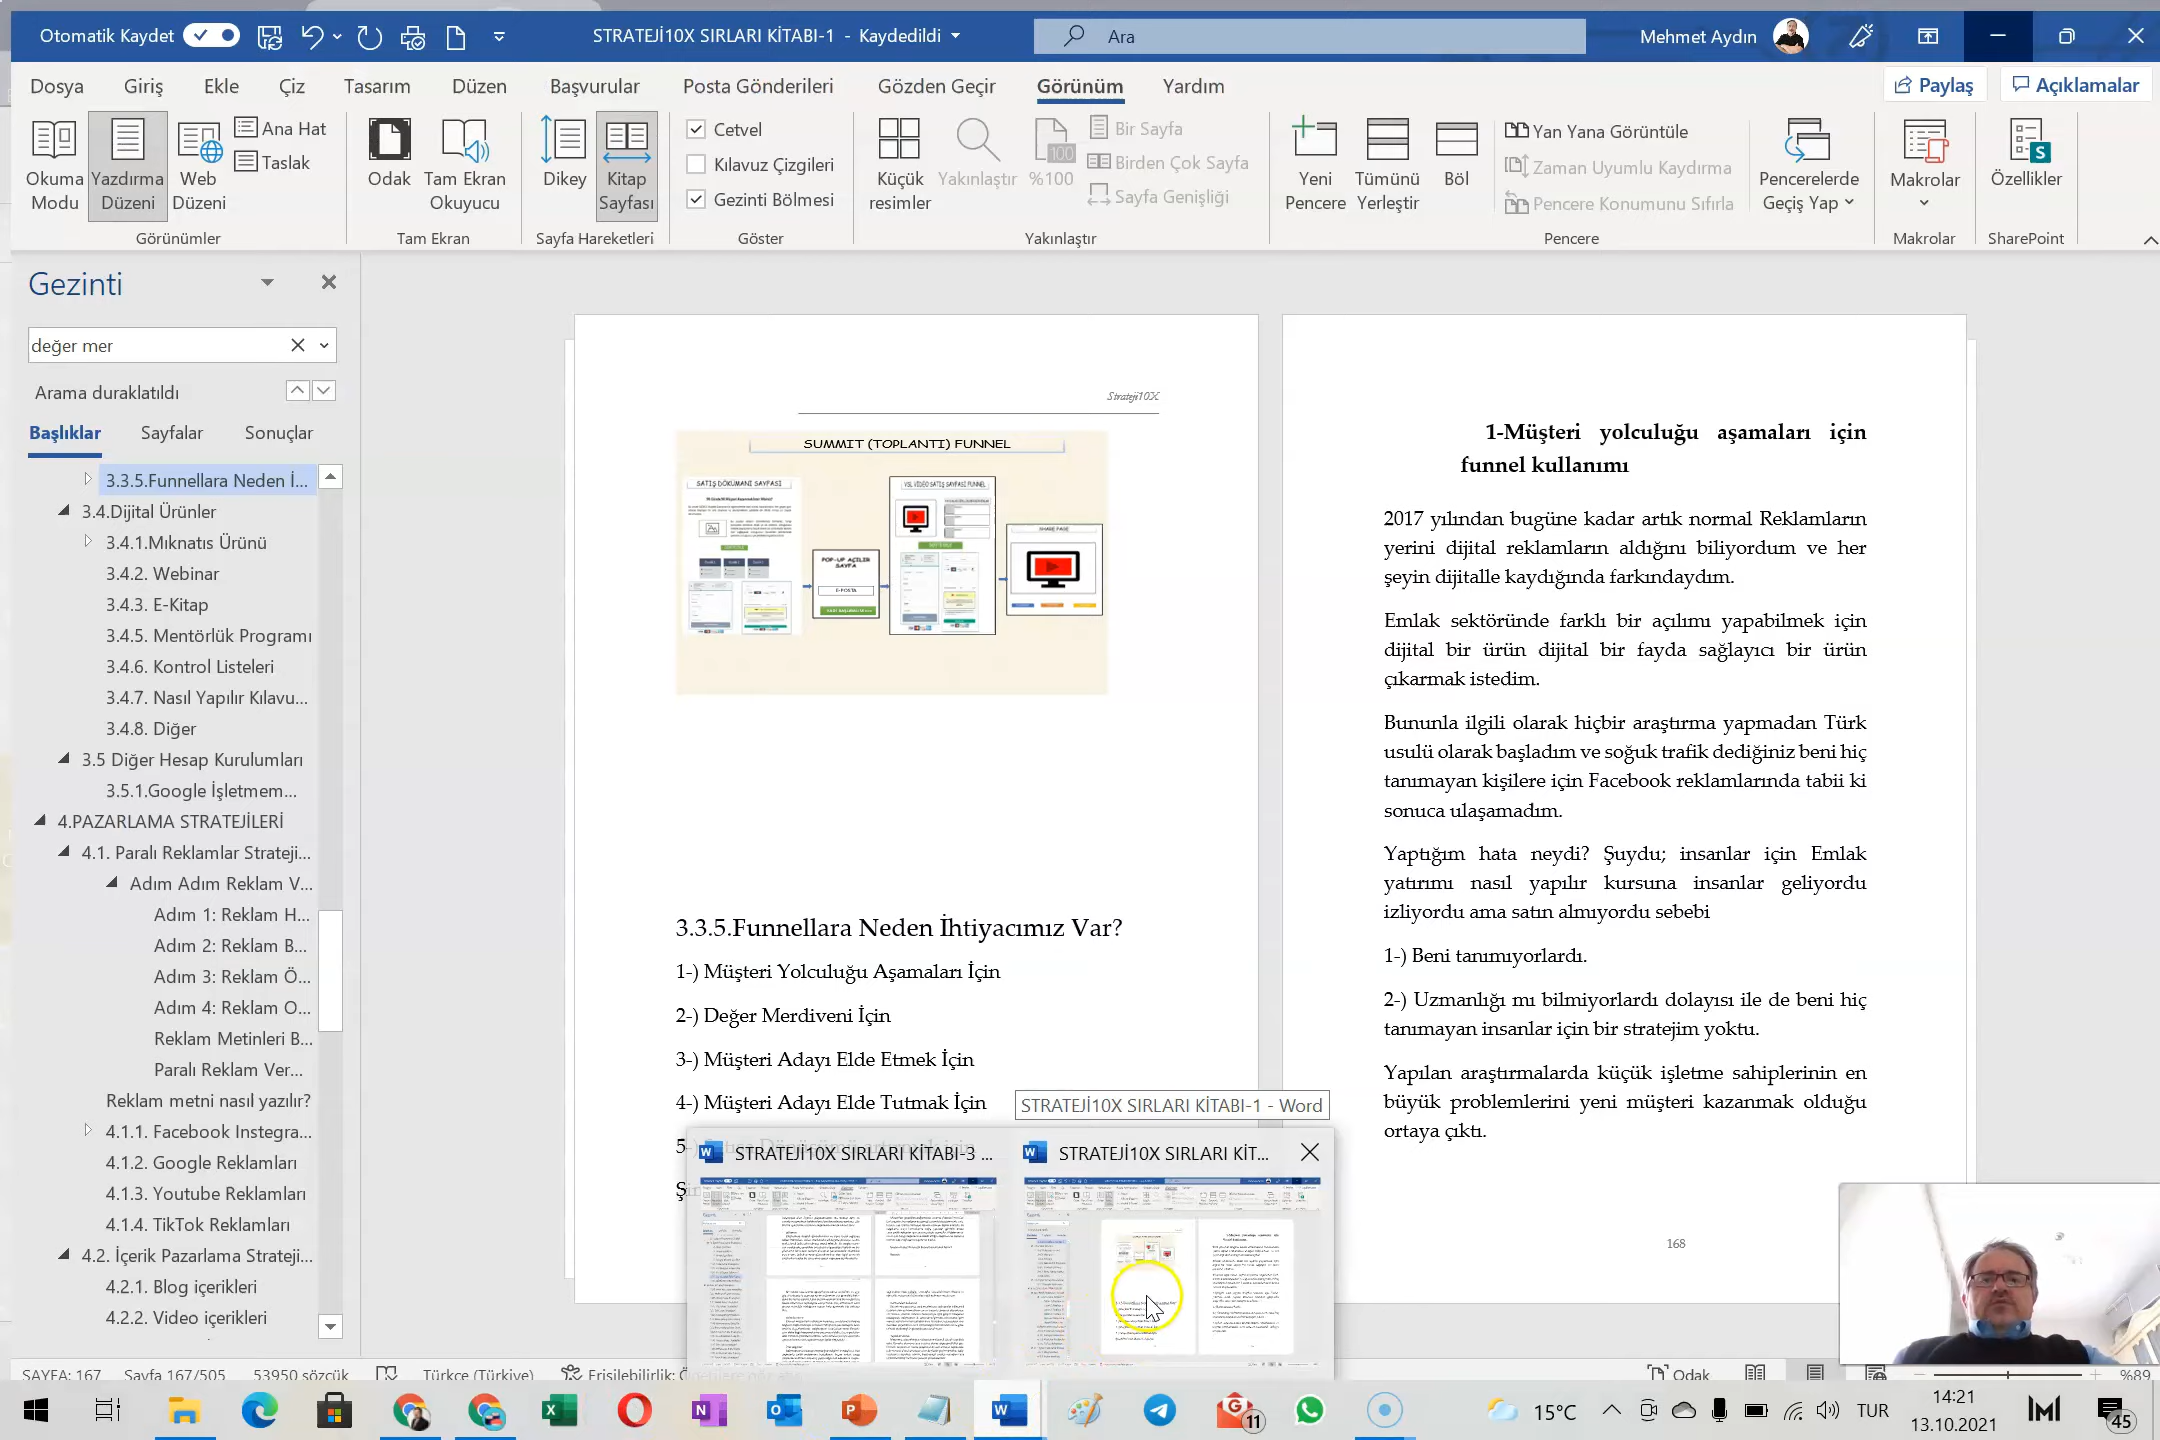 Otomatik Kaydet
STRATEJİ10X SIRLARI KİTABI-1 - Kaydedildi
Ara
Mehmet Aydın
Dosya Giriş Ekle Çiz Tasarım Düzen Başvurular Posta Gönderileri Gözden Geçir Görünüm Yardım
Paylaş Açıklamalar
Okuma Modu
Yazdırma Düzeni
Web Düzeni
Ana Hat
Taslak
Görünümler
Odak
Tam Ekran Okuyucu
Tam Ekran
Dikey
Kitap Sayfası
Sayfa Hareketleri
Cetvel
Kılavuz Çizgileri
Gezinti Bölmesi
Göster
Küçük resimler
Yakınlaştır
100
%100
Bir Sayfa
Birden Çok Sayfa
Sayfa Genişliği
Yakınlaştır
Yeni Pencere
Tümünü Yerleştir
Böl
Yan Yana Görüntüle
Zaman Uyumlu Kaydırma
Pencere Konumunu Sıfırla
Pencerelerde Geçiş Yap
Pencere
Makrolar
Makrolar
Özellikler
SharePoint
Gezinti
değer mer
Arama duraklatıldı
Başlıklar Sayfalar Sonuçlar
3.3.5.Funnellara Neden İ...
3.4.Dijital Ürünler
3.4.1.Mıknatıs Ürünü
3.4.2. Webinar
3.4.3. E-Kitap
3.4.5. Mentörlük Programı
3.4.6. Kontrol Listeleri
3.4.7. Nasıl Yapılır Kılavu...
3.4.8. Diğer
3.5 Diğer Hesap Kurulumları
3.5.1.Google İşletmem...
4.PAZARLAMA STRATEJİLERİ
4.1. Paralı Reklamlar Strateji...
Adım Adım Reklam V...
Adım 1: Reklam H...
Adım 2: Reklam B...
Adım 3: Reklam Ö...
Adım 4: Reklam O...
Reklam Metinleri B...
Paralı Reklam Ver...
Reklam metni nasıl yazılır?
4.1.1. Facebook Instegra...
4.1.2. Google Reklamları
4.1.3. Youtube Reklamları
4.1.4. TikTok Reklamları
4.2. İçerik Pazarlama Strateji...
4.2.1. Blog içerikleri
4.2.2. Video içerikleri
Strateji10X
SUMMIT (TOPLANTI) FUNNEL
SATIŞ DÖKÜMANI SAYFASI
VSL VİDEO SATIŞ SAYFASI FUNNEL
POP-UP AÇILIR SAYFA
E-POSTA
SHARE PAGE
3.3.5.Funnellara Neden İhtiyacımız Var?
1-) Müşteri Yolculuğu Aşamaları İçin
2-) Değer Merdiveni İçin
3-) Müşteri Adayı Elde Etmek İçin
4-) Müşteri Adayı Elde Tutmak İçin
1-Müşteri yolculuğu aşamaları için
funnel kullanımı
2017 yılından bugüne kadar artık normal Reklamların
yerini dijital reklamların aldığını biliyordum ve her
şeyin dijitalle kaydığında farkındaydım.
Emlak sektöründe farklı bir açılımı yapabilmek için
dijital bir ürün dijital bir fayda sağlayıcı bir ürün
çıkarmak istedim.
Bununla ilgili olarak hiçbir araştırma yapmadan Türk
usulü olarak başladım ve soğuk trafik dediğiniz beni hiç
tanımayan kişilere için Facebook reklamlarında tabii ki
sonuca ulaşamadım.
Yaptığım hata neydi? Şuydu; insanlar için Emlak
yatırımı nasıl yapılır kursuna insanlar geliyordu
izliyordu ama satın almıyordu sebebi
1-) Beni tanımıyorlardı.
2-) Uzmanlığı mı bilmiyorlardı dolayısı ile de beni hiç
tanımayan insanlar için bir stratejim yoktu.
Yapılan araştırmalarda küçük işletme sahiplerinin en
büyük problemlerini yeni müşteri kazanmak olduğu
ortaya çıktı.
168
STRATEJİ10X SIRLARI KİTABI-1 - Word
STRATEJİ10X SIRLARI KİTABI-3 ...
STRATEJİ10X SIRLARI KİT...
SAYFA: 167 Sayfa 167/505 53950 sözcük Türkçe (Türkiye)
Odak
%89
11
15°C
TUR
14:21
13.10.2021
45